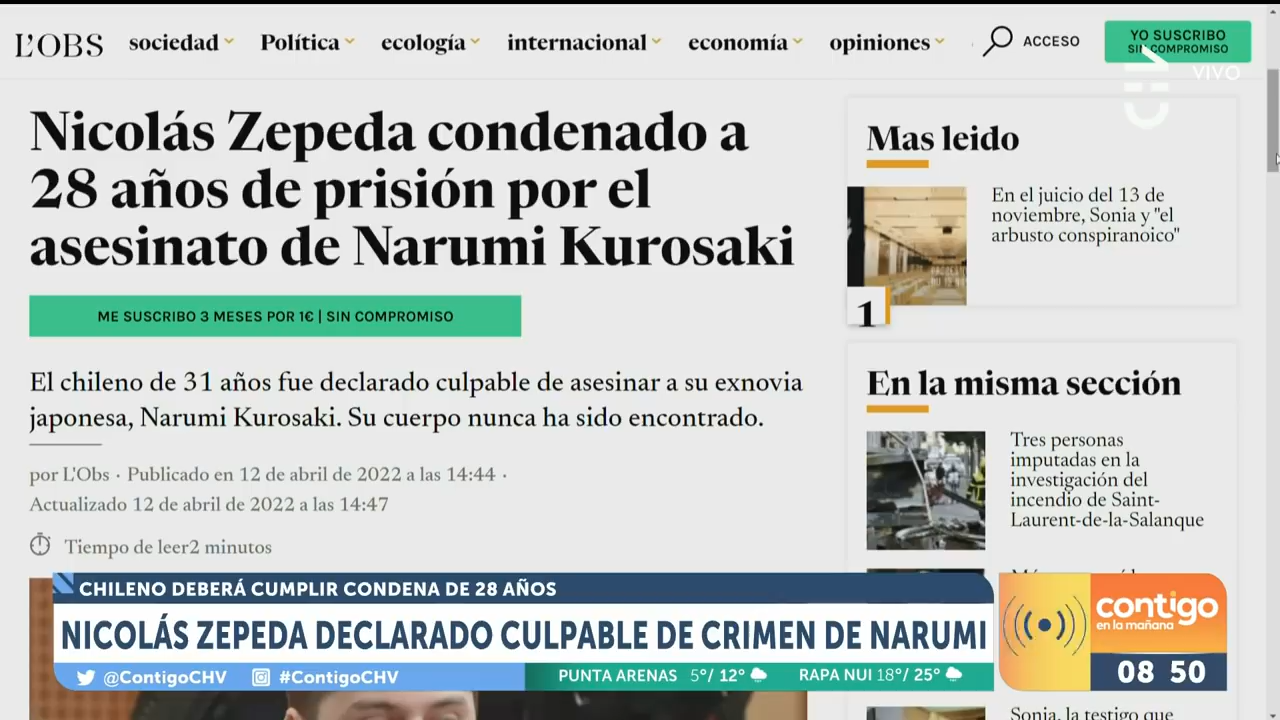 L'OBS
sociedad
Política
ecología
internacional
economía
opiniones
ACCESO
YO SUSCRIBO
SIN COMPROMISO
VIVO
Nicolás Zepeda condenado a
28 años de prisión por el
asesinato de Narumi Kurosaki
ME SUSCRIBO 3 MESES POR 1€ | SIN COMPROMISO
El chileno de 31 años fue declarado culpable de asesinar a su exnovia
japonesa, Narumi Kurosaki. Su cuerpo nunca ha sido encontrado.
por L'Obs · Publicado en 12 de abril de 2022 a las 14:44 ·
Actualizado 12 de abril de 2022 a las 14:47
Tiempo de leer2 minutos
Mas leido
En el juicio del 13 de
noviembre, Sonia y "el
arbusto conspiranoico"
1
En la misma sección
Tres personas
imputadas en la
investigación del
incendio de Saint-
Laurent-de-la-Salanque
Sonia, la testigo que
CHILENO DEBERÁ CUMPLIR CONDENA DE 28 AÑOS
NICOLÁS ZEPEDA DECLARADO CULPABLE DE CRIMEN DE NARUMI
@ContigoCHV
#ContigoCHV
PUNTA ARENAS 5°/ 12°
RAPA NUI 18°/ 25°
contigo
en la mañana
08 50